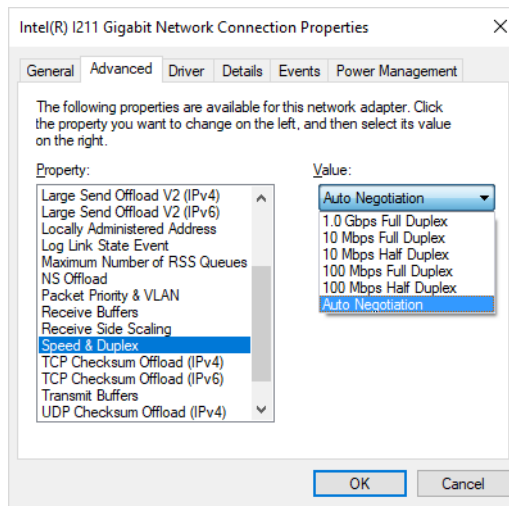 Intel(R) I211 Gigabit Network Connection Properties
General Advanced Driver Details Events Power Management
The following properties are available for this network adapter. Click
the property you want to change on the left, and then select its value
on the right.
Property:
Large Send Offload V2 (IPv4)
Large Send Offload V2 (IPv6)
Locally Administered Address
Log Link State Event
Maximum Number of RSS Queues
NS Offload
Packet Priority & VLAN
Receive Buffers
Receive Side Scaling
Speed & Duplex
TCP Checksum Offload (IPv4)
TCP Checksum Offload (IPv6)
Transmit Buffers
UDP Checksum Offload (IPv4)
Value:
Auto Negotiation
1.0 Gbps Full Duplex
10 Mbps Full Duplex
10 Mbps Half Duplex
100 Mbps Full Duplex
100 Mbps Half Duplex
Auto Negotiation
OK Cancel